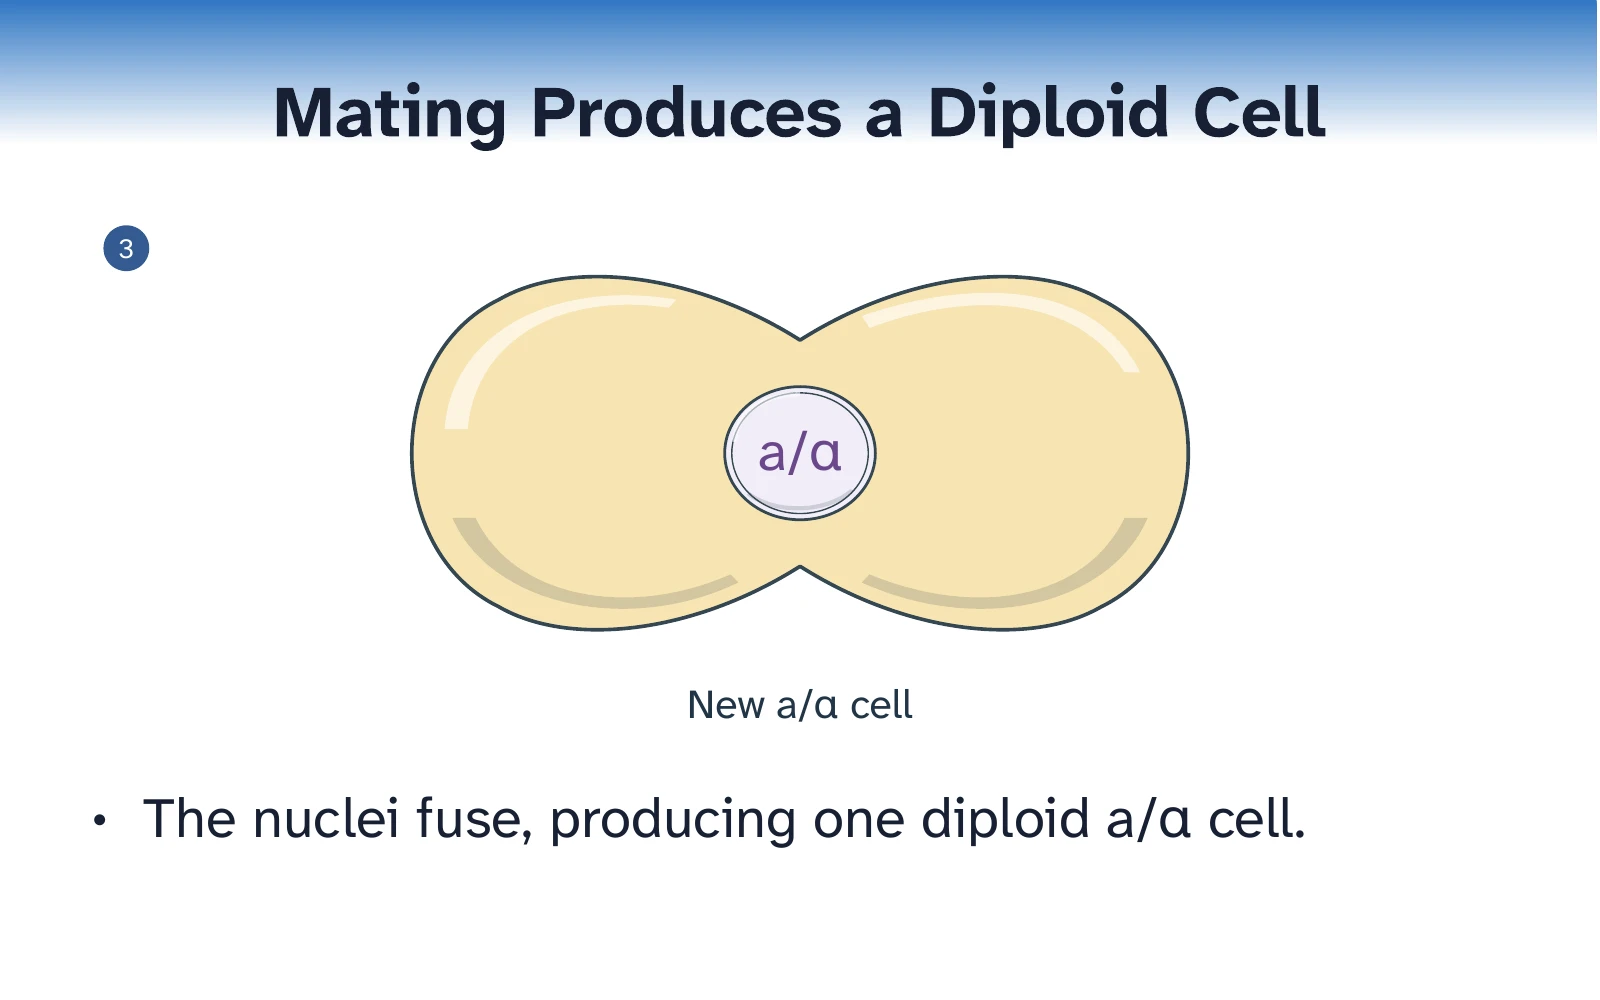 Mating Produces a Diploid Cell
3
a/α
New a/α cell
• The nuclei fuse, producing one diploid a/α cell.